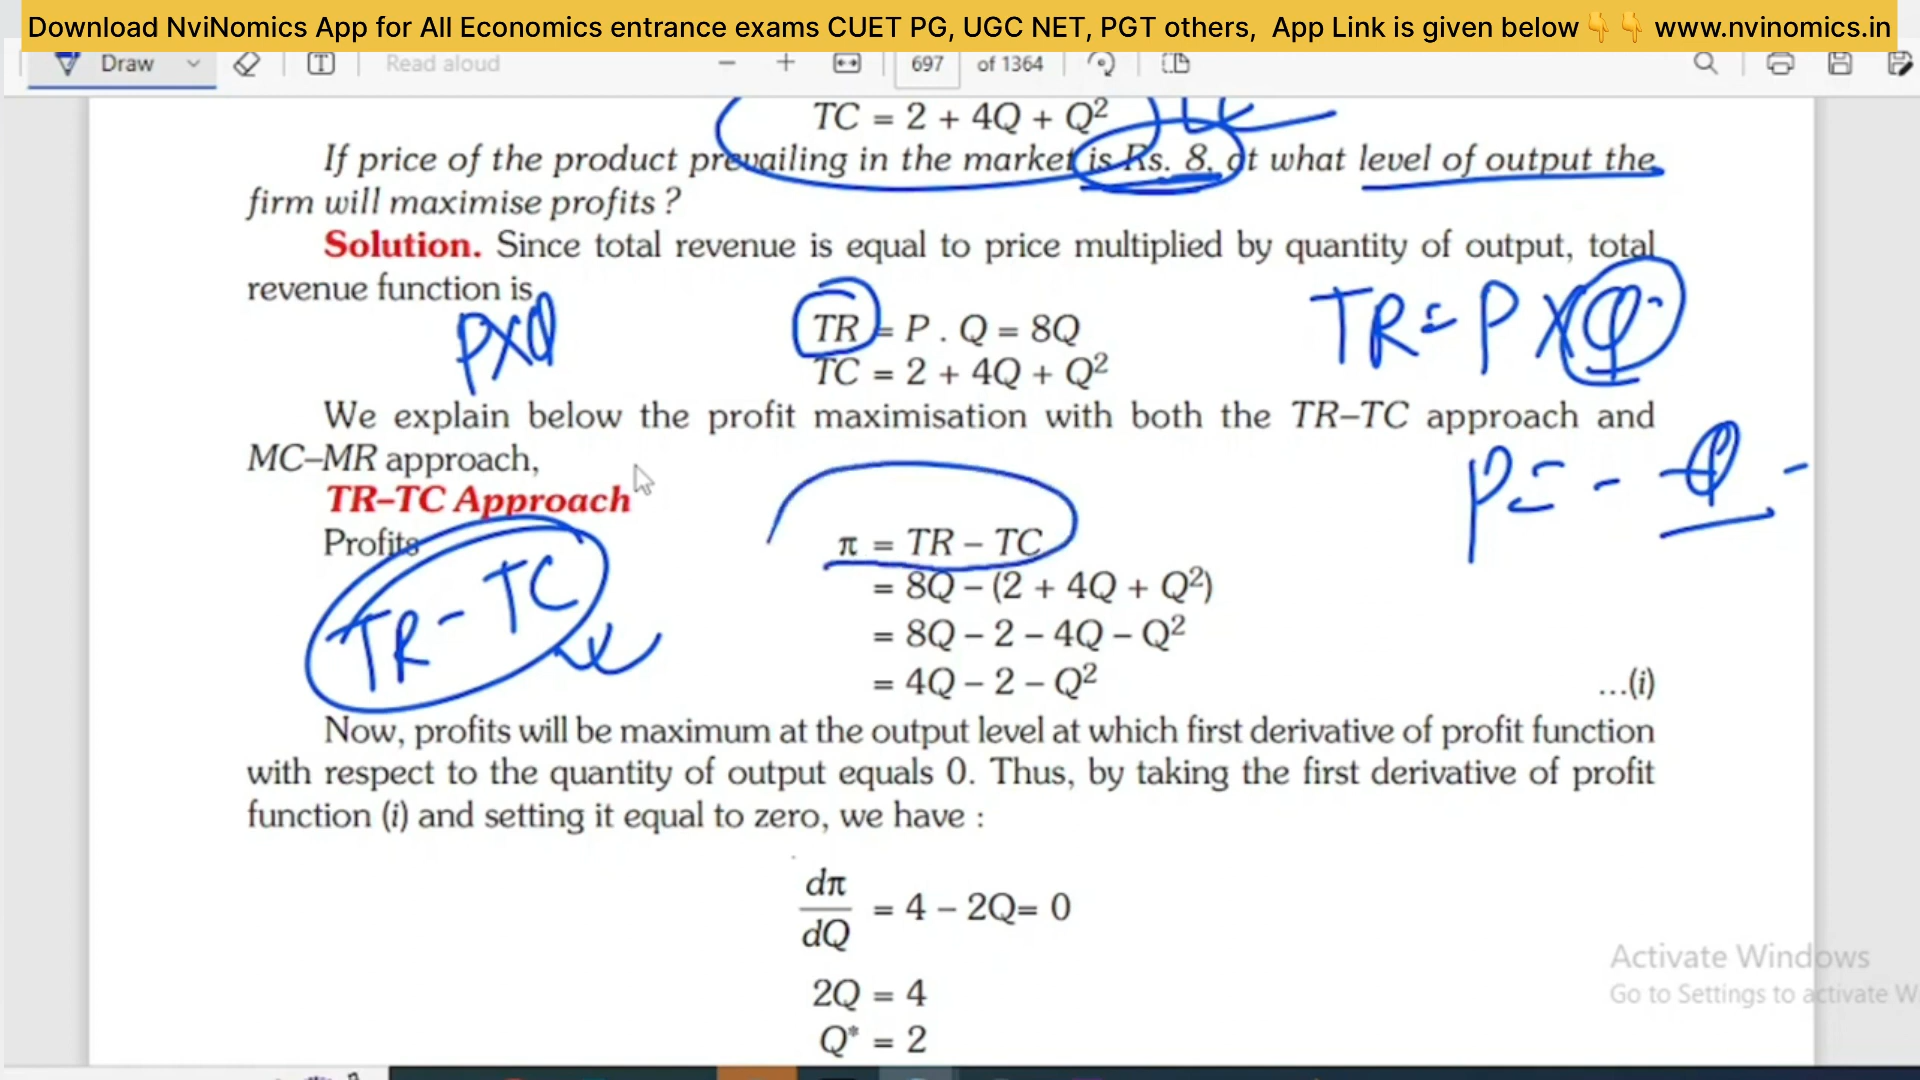 Download NviNomics App for All Economics entrance exams CUET PG, UGC NET, PGT others, App Link is given below👇👇 www.nvinomics.in
Draw Read aloud 697 of 1364
TC = 2 + 4Q + Q²
If price of the product prevailing in the market is Rs. 8, at what level of output the
firm will maximise profits ?
Solution. Since total revenue is equal to price multiplied by quantity of output, total
revenue function is
P X Q
TR = P . Q = 8Q
TR = P X Q
TC = 2 + 4Q + Q²
We explain below the profit maximisation with both the TR–TC approach and
MC–MR approach,
P = - Q -
TR–TC Approach
Profits π = TR – TC
TR - TC
= 8Q – (2 + 4Q + Q²)
= 8Q – 2 – 4Q – Q²
= 4Q – 2 – Q² ...(i)
Now, profits will be maximum at the output level at which first derivative of profit function
with respect to the quantity of output equals 0. Thus, by taking the first derivative of profit
function (i) and setting it equal to zero, we have :
dπ/dQ = 4 – 2Q= 0
2Q = 4
Q* = 2
Activate Windows
Go to Settings to activate W